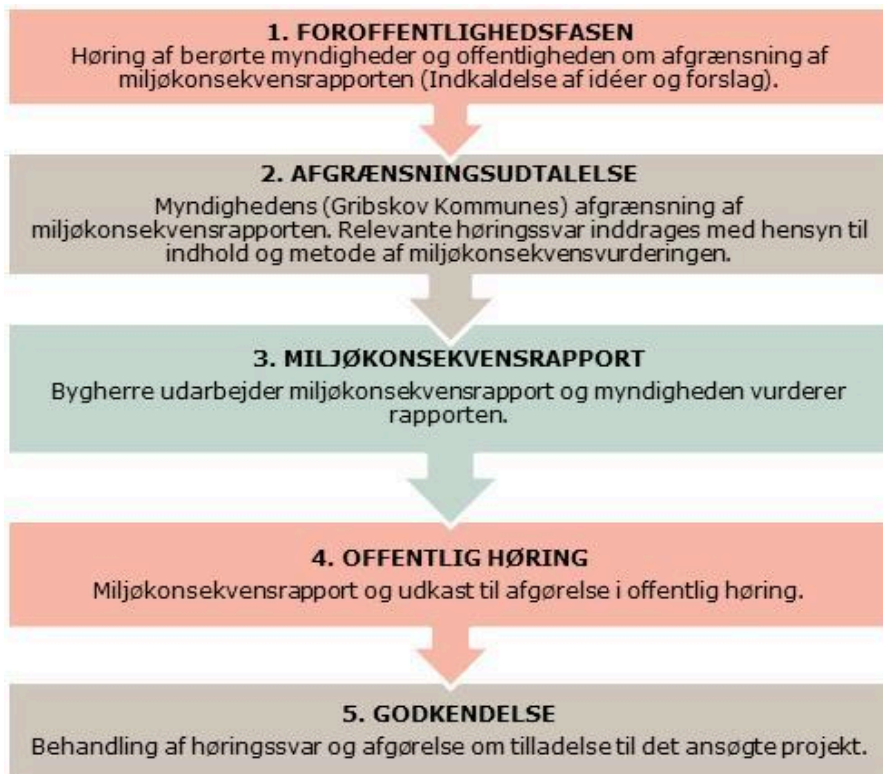 1. FOROFFENTLIGHEDSFASEN
Høring af berørte myndigheder og offentligheden om afgrænsning af
miljøkonsekvensrapporten (Indkaldelse af idéer og forslag).
2. AFGRÆNSNINGSUDTALELSE
Myndighedens (Gribskov Kommunes) afgrænsning af
miljøkonsekvensrapporten. Relevante høringssvar inddrages med hensyn til
indhold og metode af miljøkonsekvensvurderingen.
3. MILJØKONSEKVENSRAPPORT
Bygherre udarbejder miljøkonsekvensrapport og myndigheden vurderer
rapporten.
4. OFFENTLIG HØRING
Miljøkonsekvensrapport og udkast til afgørelse i offentlig høring.
5. GODKENDELSE
Behandling af høringssvar og afgørelse om tilladelse til det ansøgte projekt.